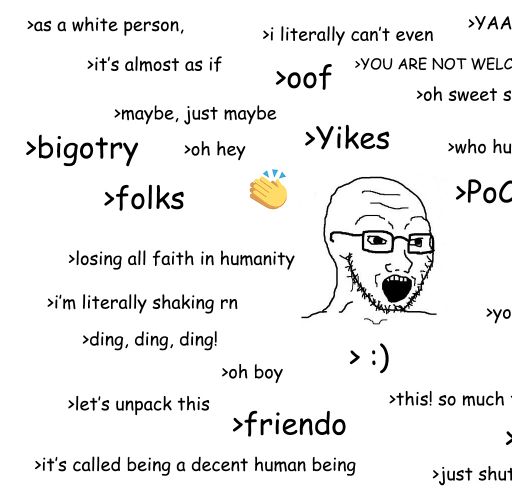 >as a white person,
>i literally can't even
>YAA
>it's almost as if
>oof
>YOU ARE NOT WELC
>oh sweet s
>maybe, just maybe
>bigotry
>oh hey
>Yikes
>who hu
>folks
>PoC
>losing all faith in humanity
>i'm literally shaking rn
>yo
>ding, ding, ding!
> :)
>oh boy
>let's unpack this
>this! so much
>friendo
>
>it's called being a decent human being
>just shut